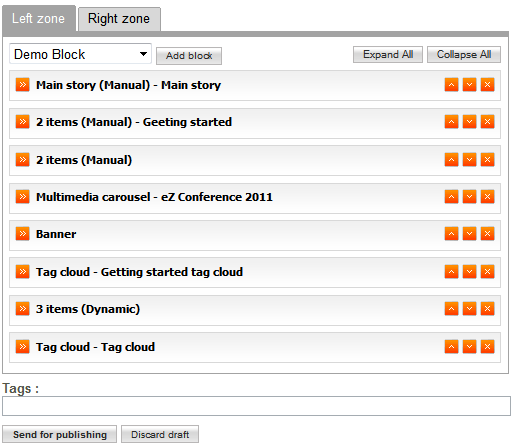 Left zone Right zone
Demo Block Add block Expand All Collapse All
Main story (Manual) - Main story
2 items (Manual) - Geeting started
2 items (Manual)
Multimedia carousel - eZ Conference 2011
Banner
Tag cloud - Getting started tag cloud
3 items (Dynamic)
Tag cloud - Tag cloud
Tags :
Send for publishing Discard draft